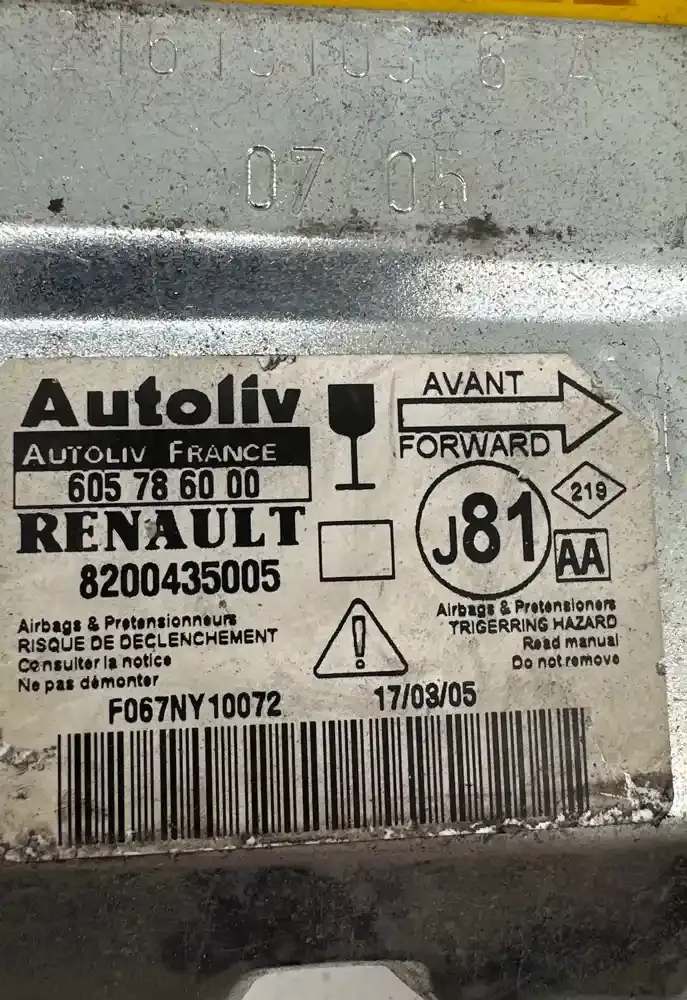 07 05
Autoliv
AUTOLIV FRANCE
605 78 60 00
RENAULT
8200435005
AVANT
FORWARD
J81
219
AA
Airbags & Pretensionneurs
RISQUE DE DECLENCHEMENT
Consulter la notice
Ne pas démonter
Airbags & Pretensioners
TRIGERRING HAZARD
Read manual
Do not remove
F067NY10072
17/03/05